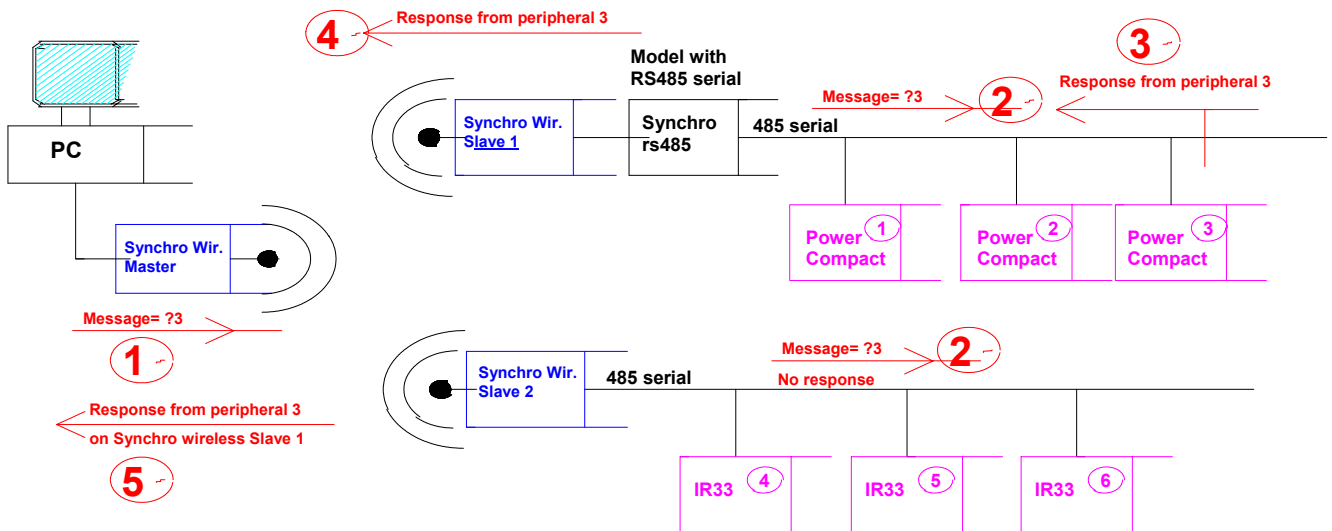 4
Response from peripheral 3
3
Model with
RS485 serial
2
Response from peripheral 3
Message= ?3
PC
Synchro Wir.
Slave 1
Synchro
rs485
485 serial
Power
Compact
1
Power
Compact
2
Power
Compact
3
Synchro Wir.
Master
Message= ?3
1
Response from peripheral 3
on Synchro wireless Slave 1
5
Synchro Wir.
Slave 2
485 serial
Message= ?3
2
No response
IR33
4
IR33
5
IR33
6